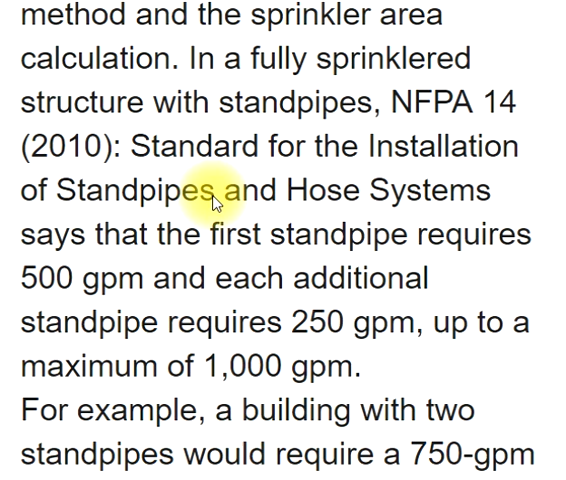 method and the sprinkler area
calculation. In a fully sprinklered
structure with standpipes, NFPA 14
(2010): Standard for the Installation
of Standpipes and Hose Systems
says that the first standpipe requires
500 gpm and each additional
standpipe requires 250 gpm, up to a
maximum of 1,000 gpm.
For example, a building with two
standpipes would require a 750-gpm